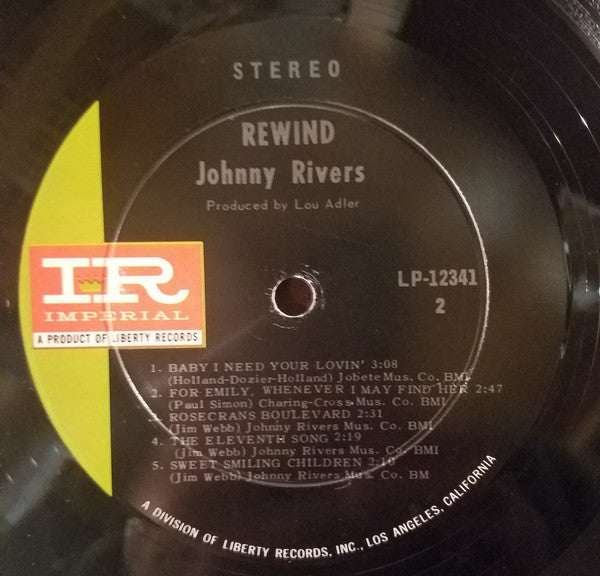 STEREO
REWIND
Johnny Rivers
Produced by Lou Adler
IR
IMPERIAL
A PRODUCT OF LIBERTY RECORDS
LP-12341
2
1. BABY I NEED YOUR LOVIN' 3:08
(Holland-Dozier-Holland) Jobete Mus. Co. BMI
2. FOR EMILY, WHENEVER I MAY FIND HER 2:47
(Paul Simon) Charing-Cross Mus. Co. BMI
3. ROSECRANS BOULEVARD 2:31
(Jim Webb) Johnny Rivers Mus. Co. BMI
4. THE ELEVENTH SONG 2:19
(Jim Webb) Johnny Rivers Mus. Co. BMI
5. SWEET SMILING CHILDREN 2:10
(Jim Webb) Johnny Rivers Mus. Co. BM
A DIVISION OF LIBERTY RECORDS, INC., LOS ANGELES, CALIFORNIA